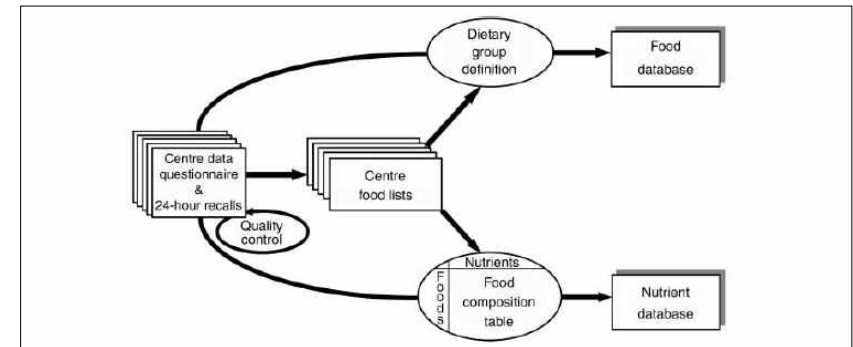 Dietary
group
definition
Food
database
Centre data
questionnaire
&
24-hour recalls
Centre
food lists
Quality
control
Nutrients
Foods
Food
composition
table
Nutrient
database